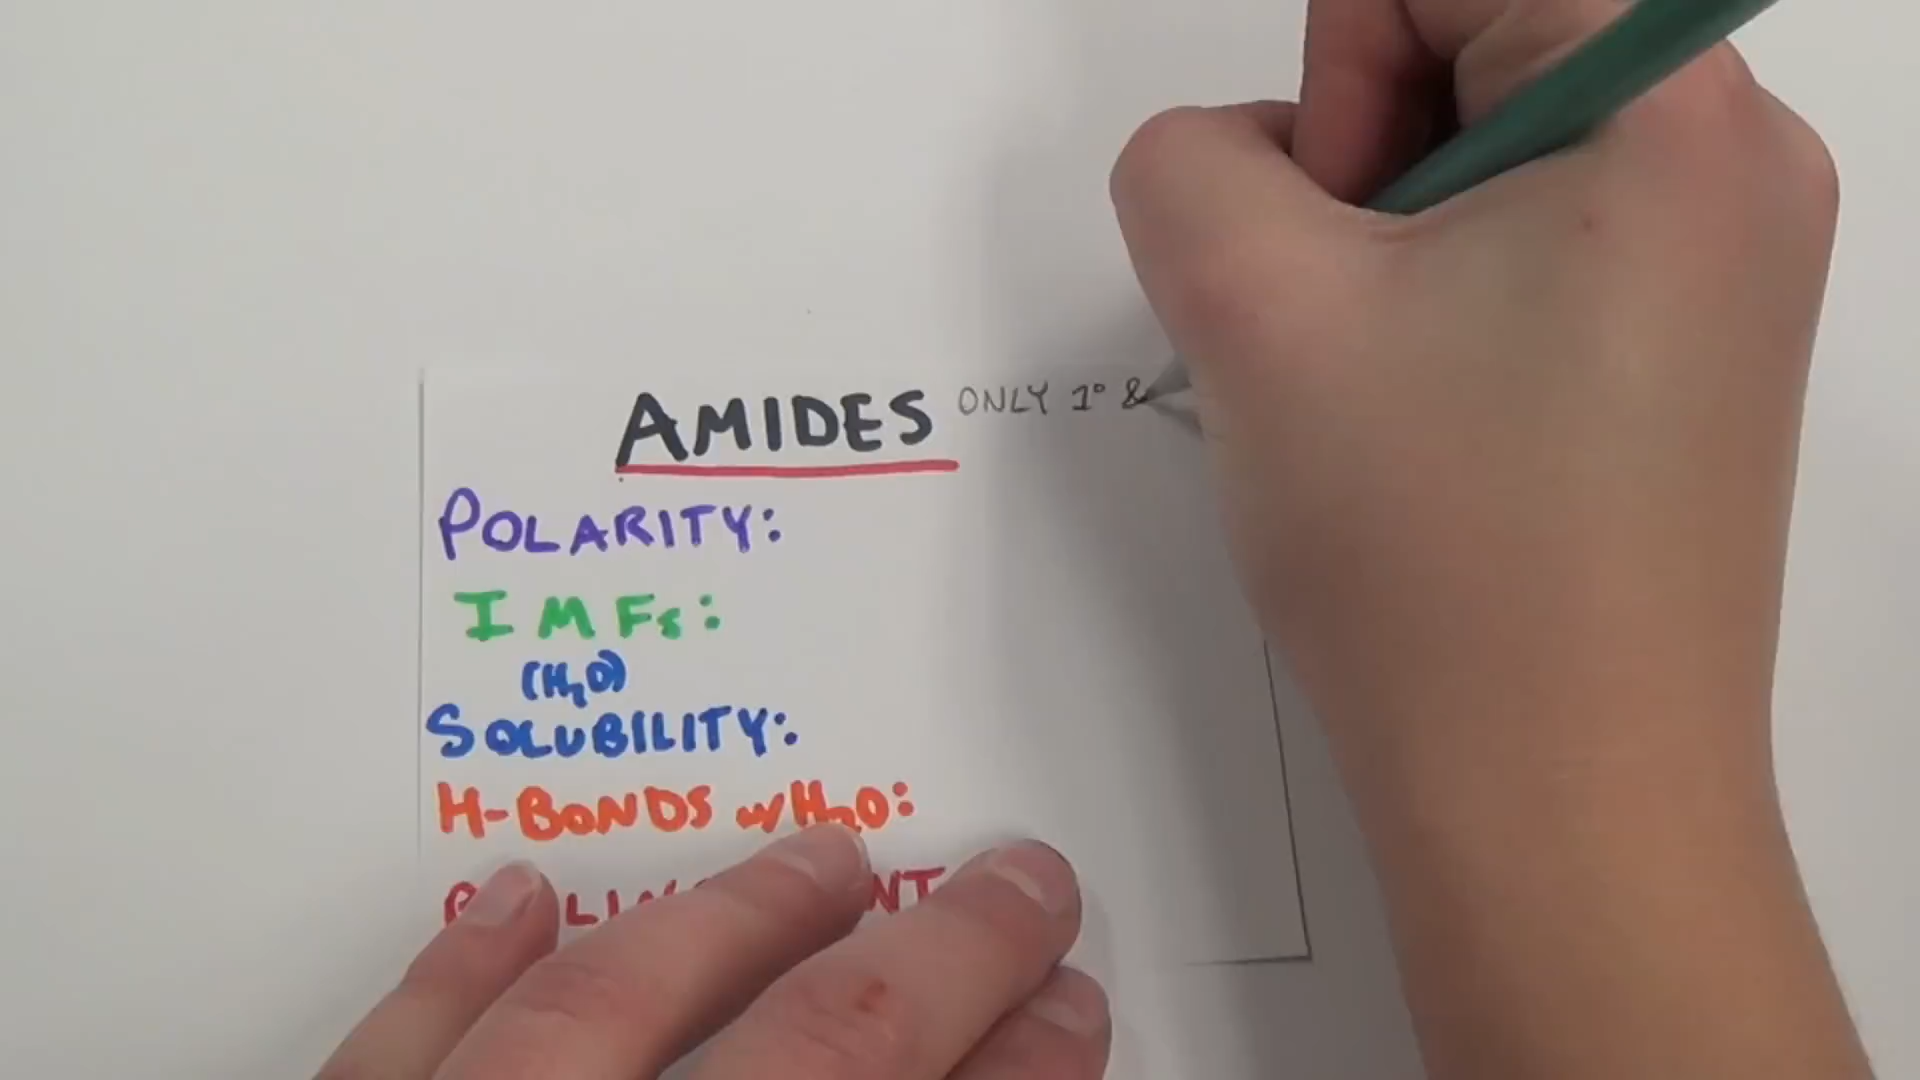 AMIDES ONLY 1° &
POLARITY:
IMFs:
(H₂O)
SOLUBILITY:
H-BONDS w/ H₂O: